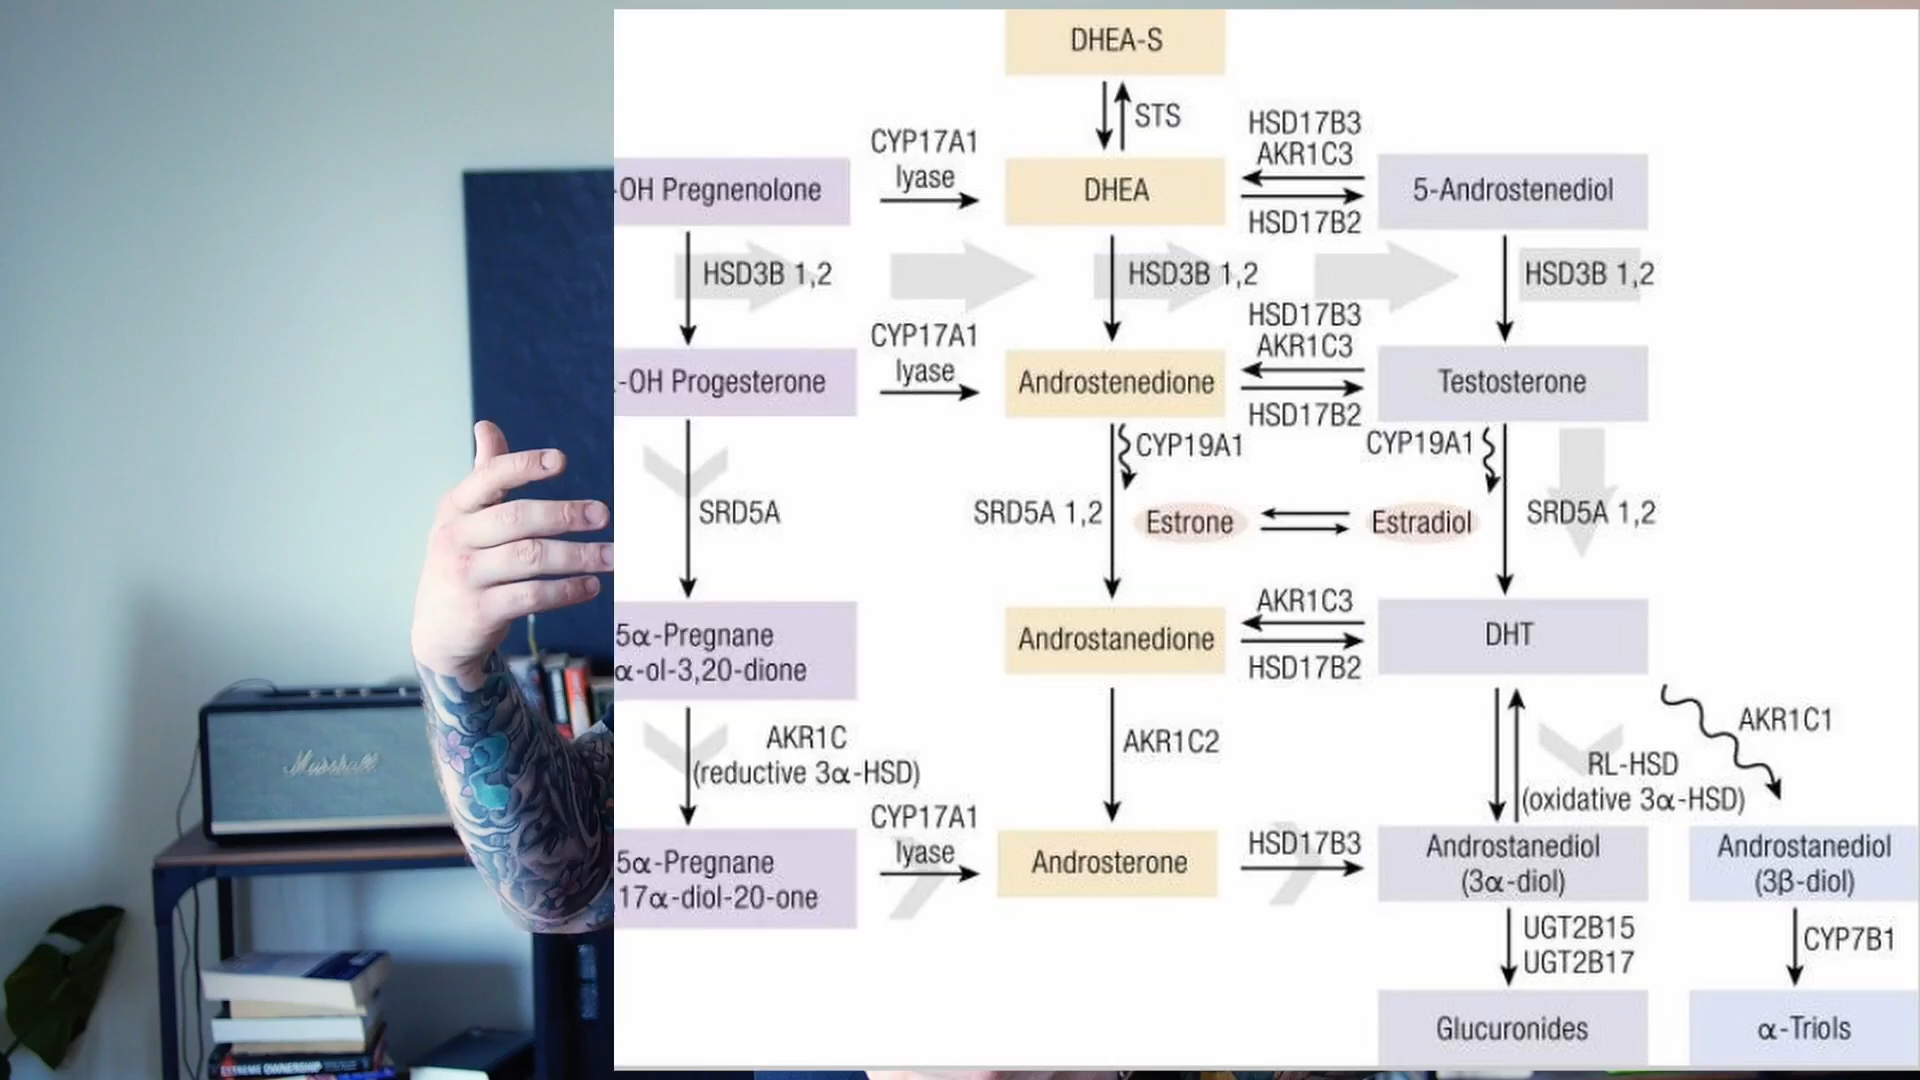 DHEA-S
STS
CYP17A1
lyase
HSD17B3
AKR1C3
-OH Pregnenolone
DHEA
5-Androstenediol
HSD17B2
HSD3B 1,2
HSD3B 1,2
HSD3B 1,2
CYP17A1
lyase
HSD17B3
AKR1C3
-OH Progesterone
Androstenedione
Testosterone
HSD17B2
CYP19A1
CYP19A1
SRD5A
SRD5A 1,2
Estrone
Estradiol
SRD5A 1,2
5α-Pregnane
α-ol-3,20-dione
Androstanedione
AKR1C3
HSD17B2
DHT
AKR1C
(reductive 3α-HSD)
AKR1C2
RL-HSD
(oxidative 3α-HSD)
AKR1C1
Marshall
CYP17A1
lyase
5α-Pregnane
17α-diol-20-one
Androsterone
HSD17B3
Androstanediol
(3α-diol)
Androstanediol
(3β-diol)
UGT2B15
UGT2B17
CYP7B1
Glucuronides
α-Triols
EXTREME OWNERSHIP